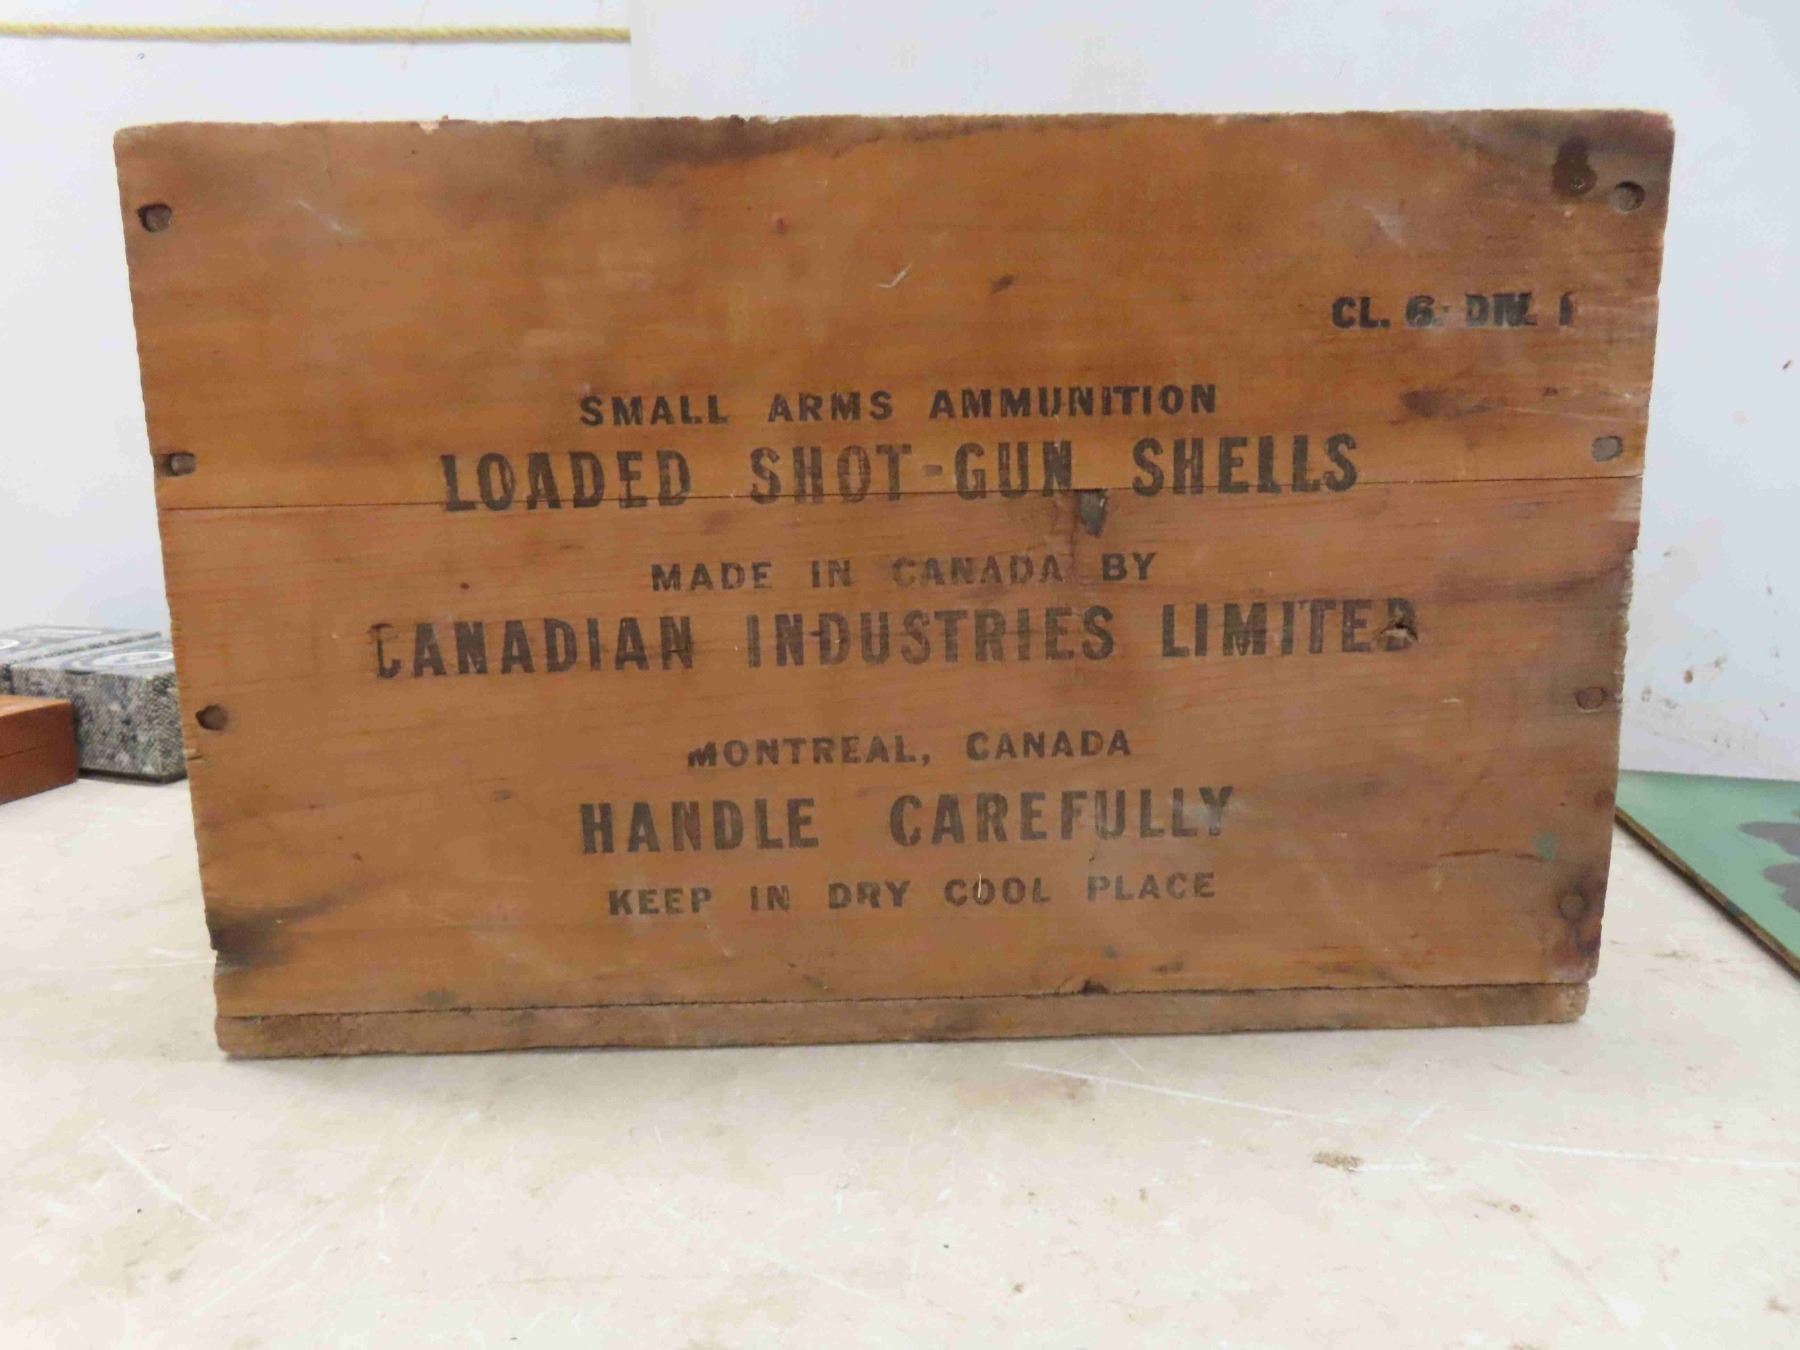 CL. 6. DIV. 1
SMALL ARMS AMMUNITION
LOADED SHOT-GUN SHELLS
MADE IN CANADA BY
CANADIAN INDUSTRIES LIMITED
MONTREAL, CANADA
HANDLE CAREFULLY
KEEP IN DRY COOL PLACE